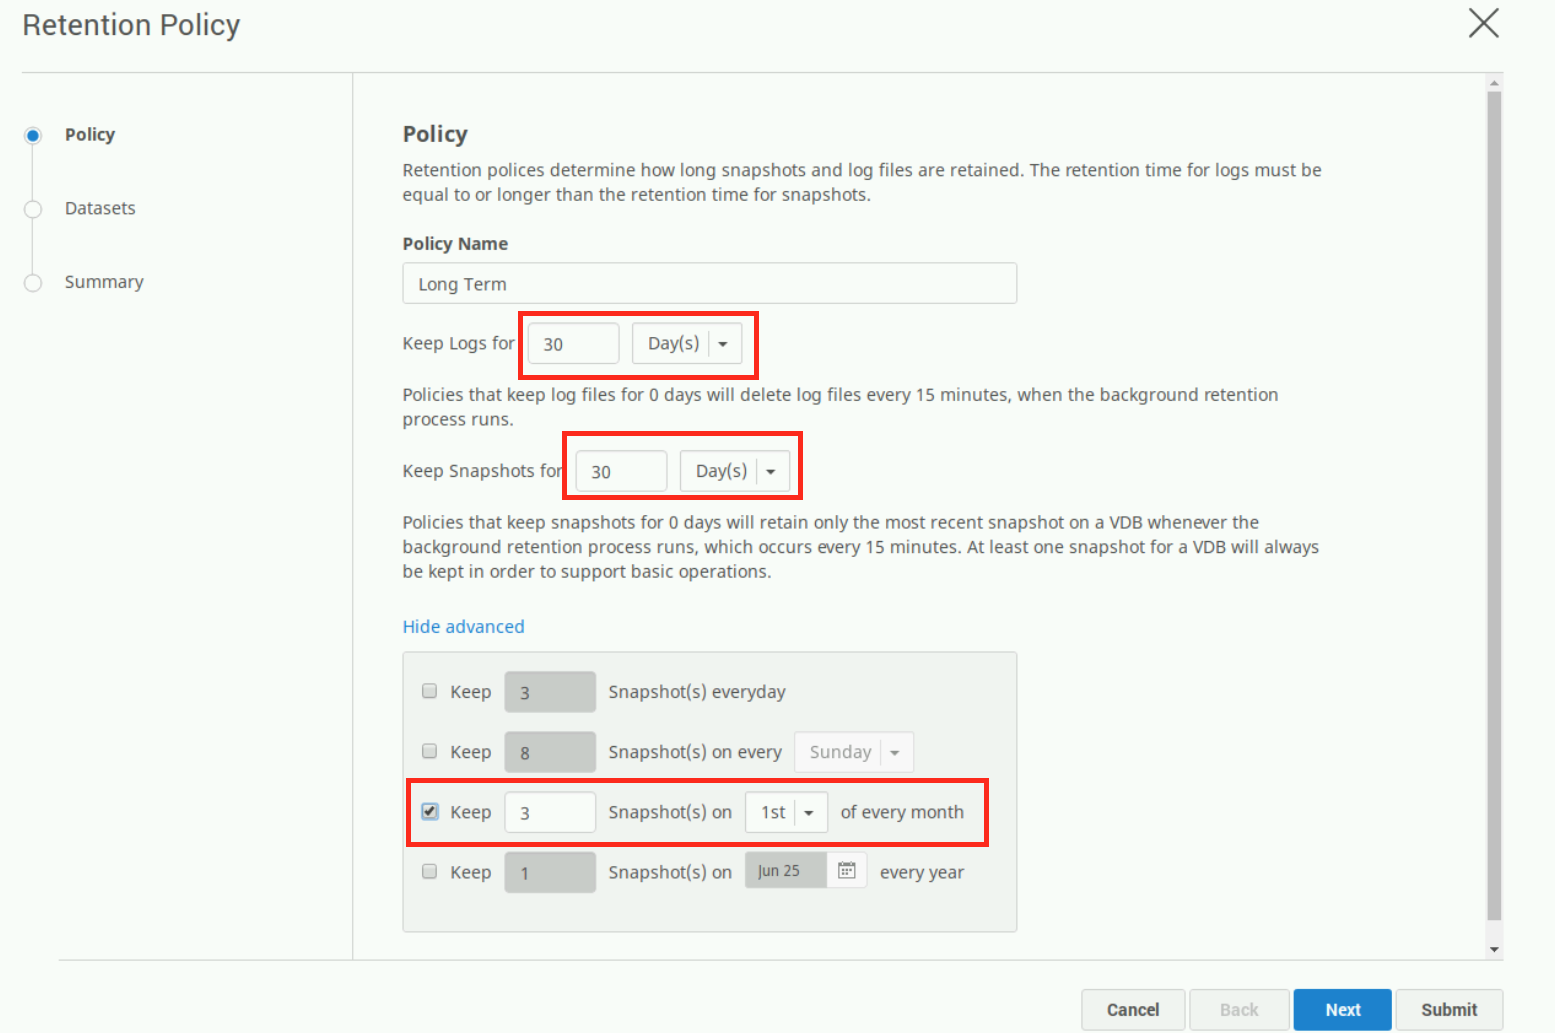 Retention Policy
Policy
Datasets
Summary
Policy
Retention polices determine how long snapshots and log files are retained. The retention time for logs must be
equal to or longer than the retention time for snapshots.
Policy Name
Long Term
Keep Logs for 30 Day(s)
Policies that keep log files for 0 days will delete log files every 15 minutes, when the background retention
process runs.
Keep Snapshots for 30 Day(s)
Policies that keep snapshots for 0 days will retain only the most recent snapshot on a VDB whenever the
background retention process runs, which occurs every 15 minutes. At least one snapshot for a VDB will always
be kept in order to support basic operations.
Hide advanced
Keep 3 Snapshot(s) everyday
Keep 8 Snapshot(s) on every Sunday
Keep 3 Snapshot(s) on 1st of every month
Keep 1 Snapshot(s) on Jun 25 every year
Cancel Back Next Submit